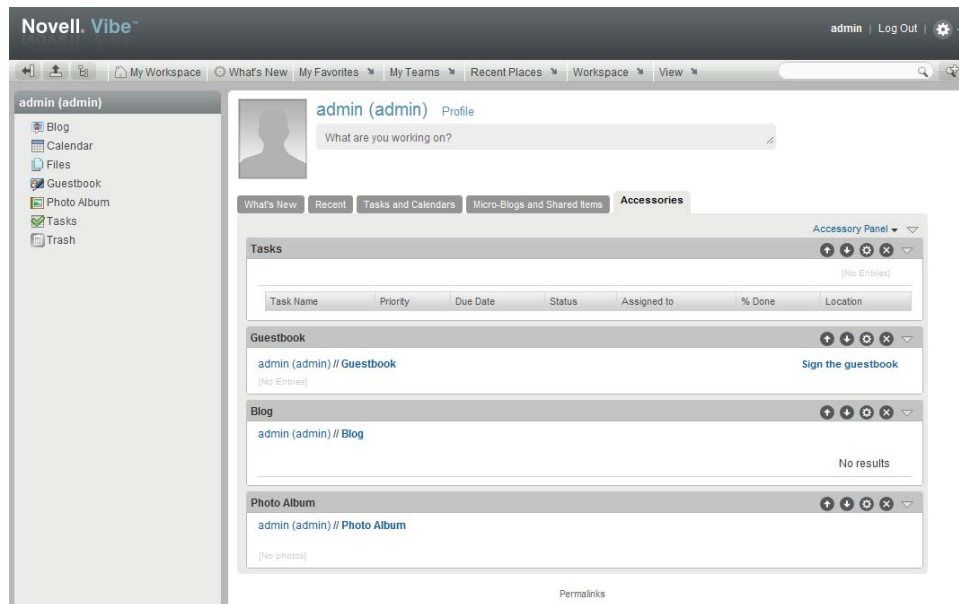 Novell. Vibe™
admin | Log Out |
My Workspace What's New My Favorites My Teams Recent Places Workspace View
admin (admin)
Blog
Calendar
Files
Guestbook
Photo Album
Tasks
Trash
admin (admin) Profile
What are you working on?
What's New Recent Tasks and Calendars Micro-Blogs and Shared Items Accessories
Accessory Panel
Tasks
[No Entries]
Task Name Priority Due Date Status Assigned to % Done Location
Guestbook
admin (admin) // Guestbook Sign the guestbook
[No Entries]
Blog
admin (admin) // Blog
No results
Photo Album
admin (admin) // Photo Album
[No photos]
Permalinks